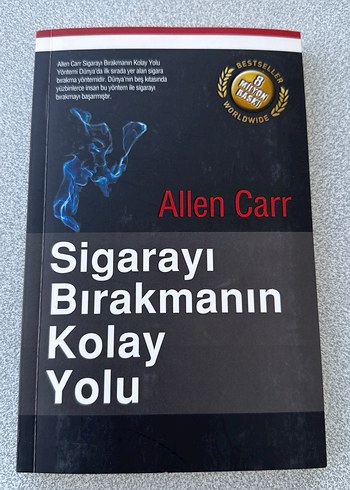 Allen Carr Sigarayı Bırakmanın Kolay Yolu
Yöntemi Dünya'da ilk sırada yer alan sigara
bırakma yöntemidir. Dünya'nın beş kıtasında
yüzbinlerce insan bu yöntem ile sigarayı
bırakmayı başarmıştır.
BESTSELLER
8
MİLYON
BASKI
WORLDWIDE
Allen Carr
Sigarayı
Bırakmanın
Kolay
Yolu